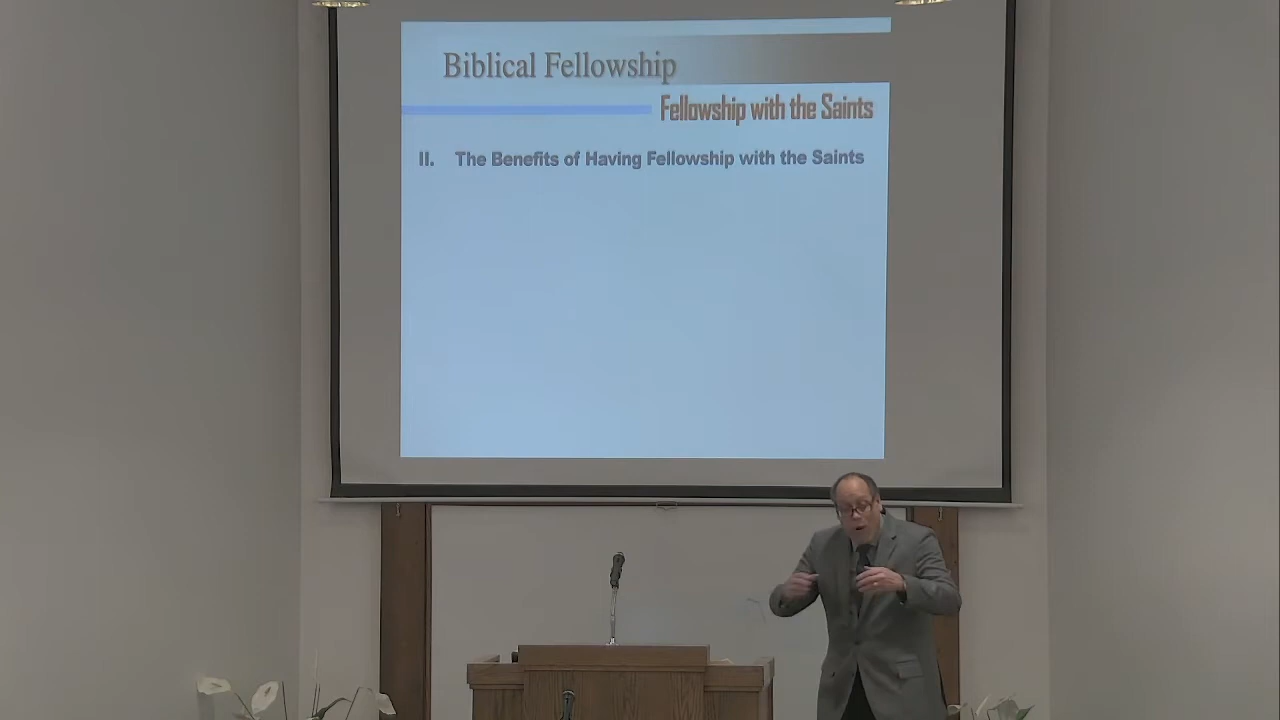 Biblical Fellowship
Fellowship with the Saints
II. The Benefits of Having Fellowship with the Saints